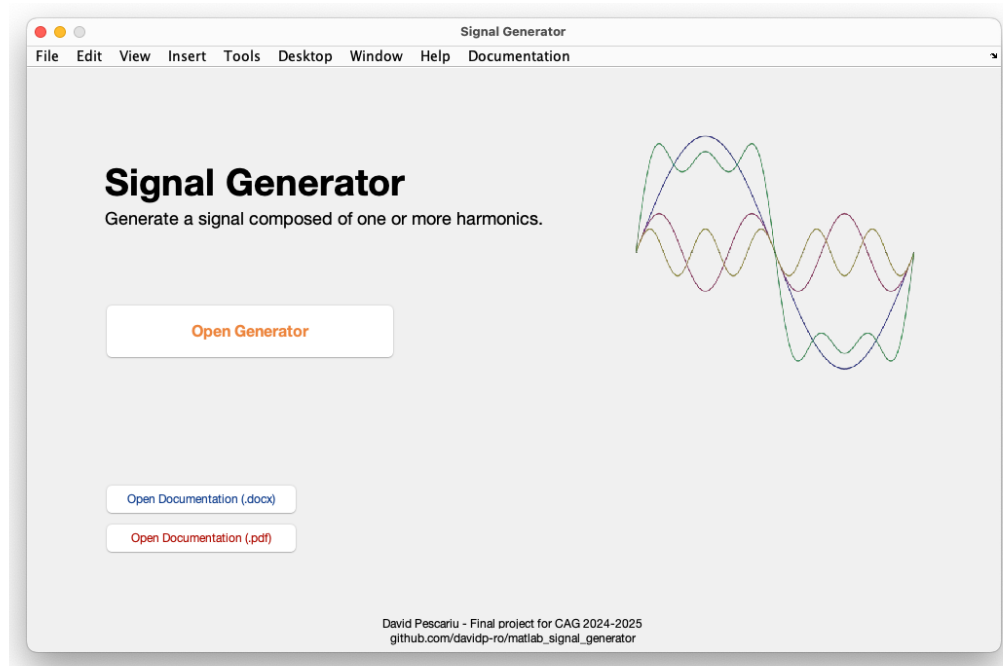 Signal Generator
File Edit View Insert Tools Desktop Window Help Documentation
Signal Generator
Generate a signal composed of one or more harmonics.
Open Generator
Open Documentation (.docx)
Open Documentation (.pdf)
David Pescariu - Final project for CAG 2024-2025
github.com/davidp-ro/matlab_signal_generator